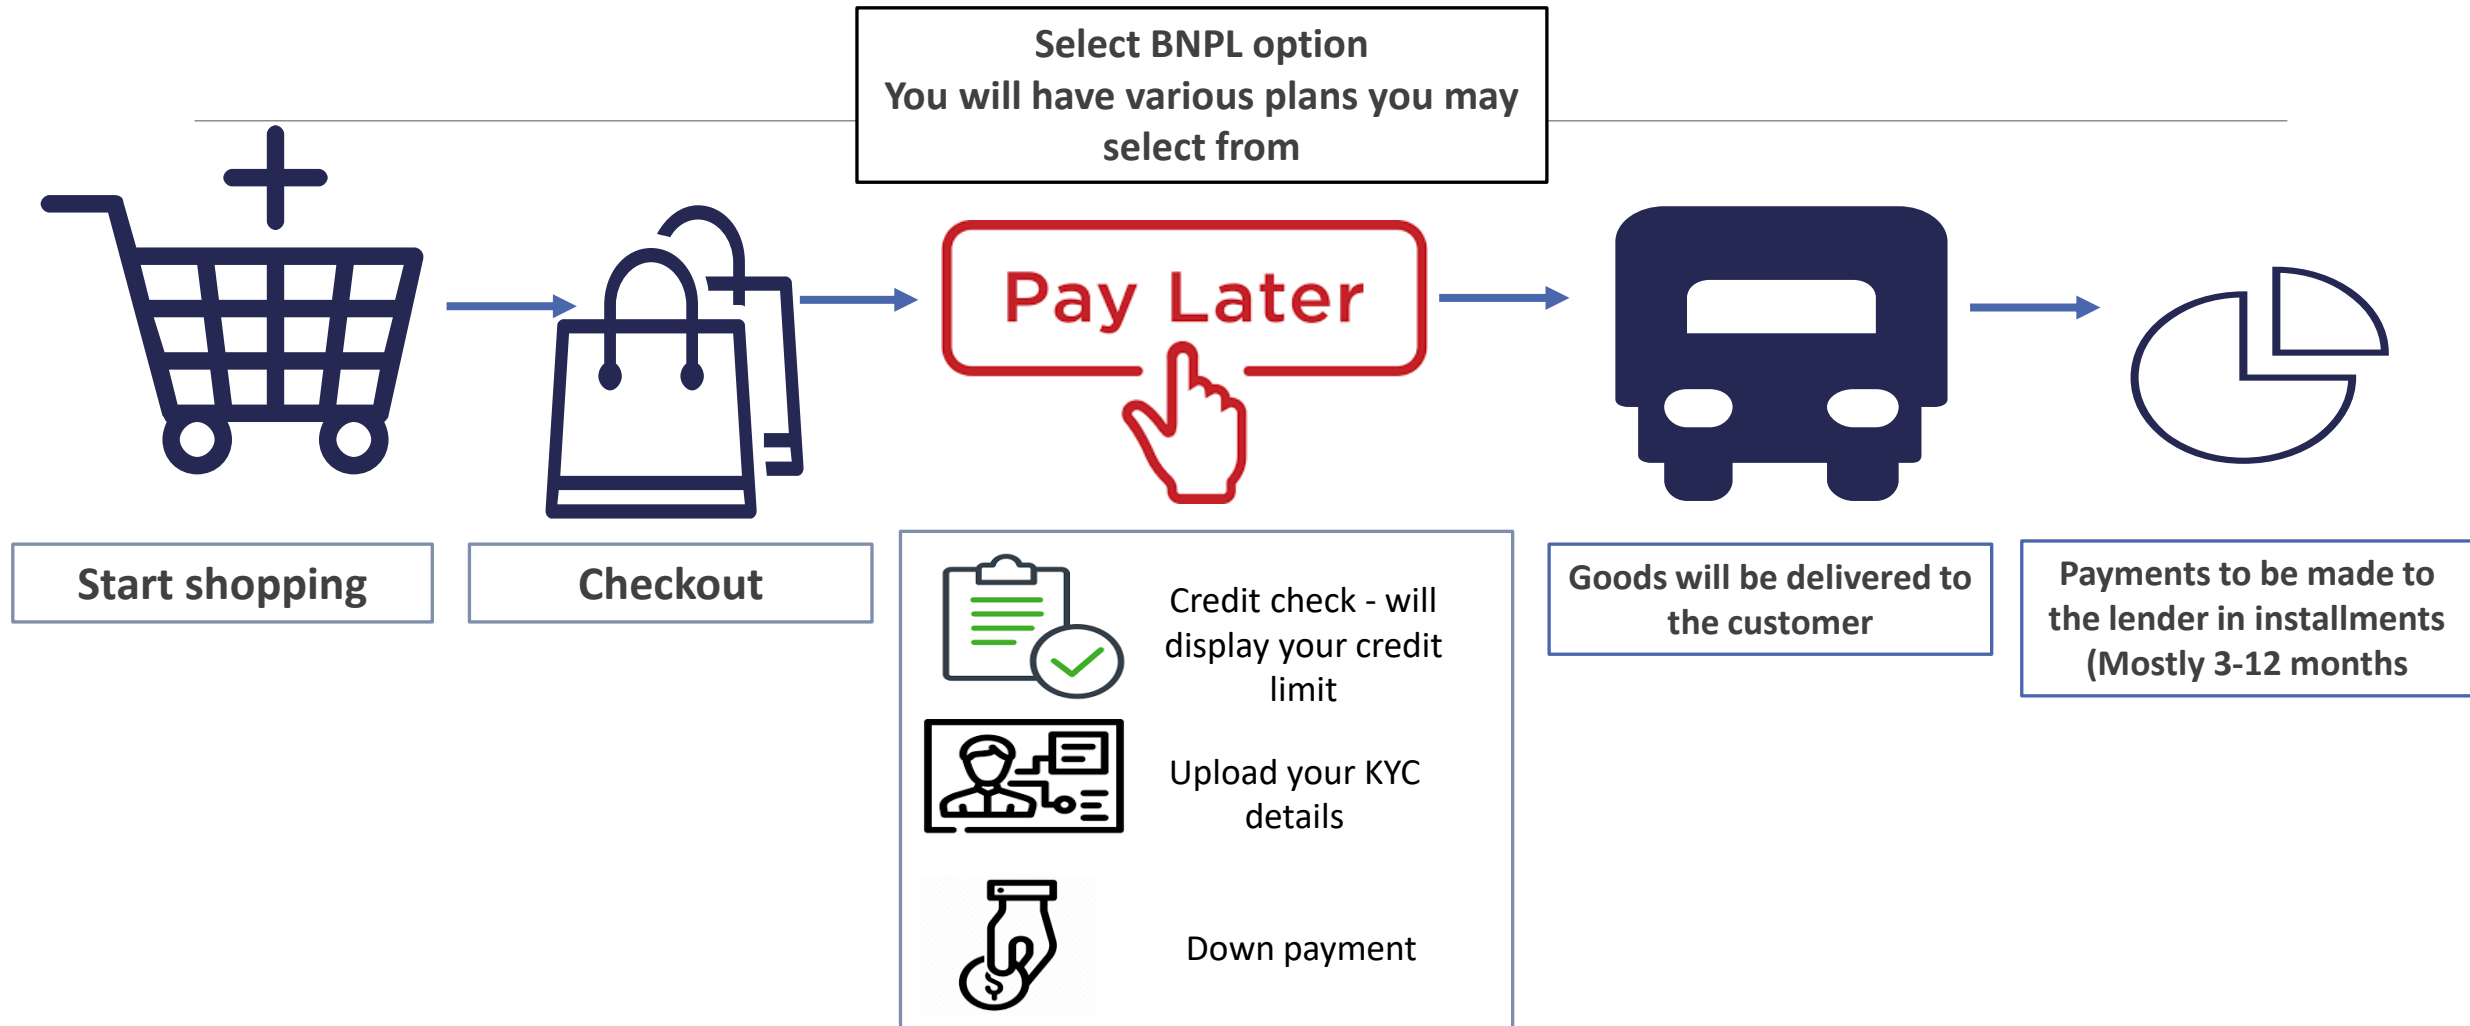 Select BNPL option
You will have various plans you may
select from
Pay Later
Start shopping
Checkout
Credit check - will
display your credit
limit
Upload your KYC
details
$
Down payment
Goods will be delivered to
the customer
Payments to be made to
the lender in installments
(Mostly 3-12 months